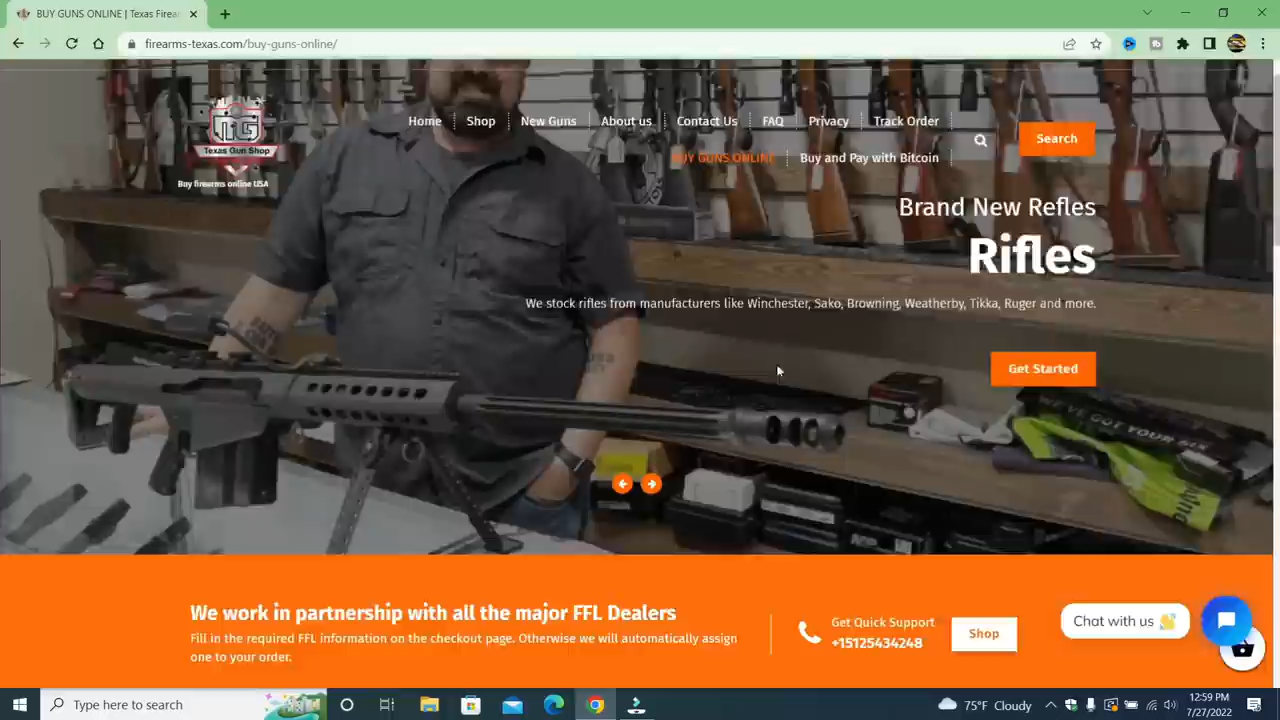 BUY GUNS ONLINE | Texas Firea
firearms-texas.com/buy-guns-online/
Home
Shop
New Guns
About us
Contact Us
FAQ
Privacy
Track Order
BUY GUNS ONLINE
Buy and Pay with Bitcoin
Search
Texas Gun Shop
Buy firearms online USA
Brand New Refles
Rifles
We stock rifles from manufacturers like Winchester, Sako, Browning, Weatherby, Tikka, Ruger and more.
Get Started
WE'VE GOT YOUR SIX
We work in partnership with all the major FFL Dealers
Fill in the required FFL information on the checkout page. Otherwise we will automatically assign
one to your order.
Get Quick Support
+15125434248
Shop
Chat with us 👋
Type here to search
75°F Cloudy
12:59 PM
7/27/2022